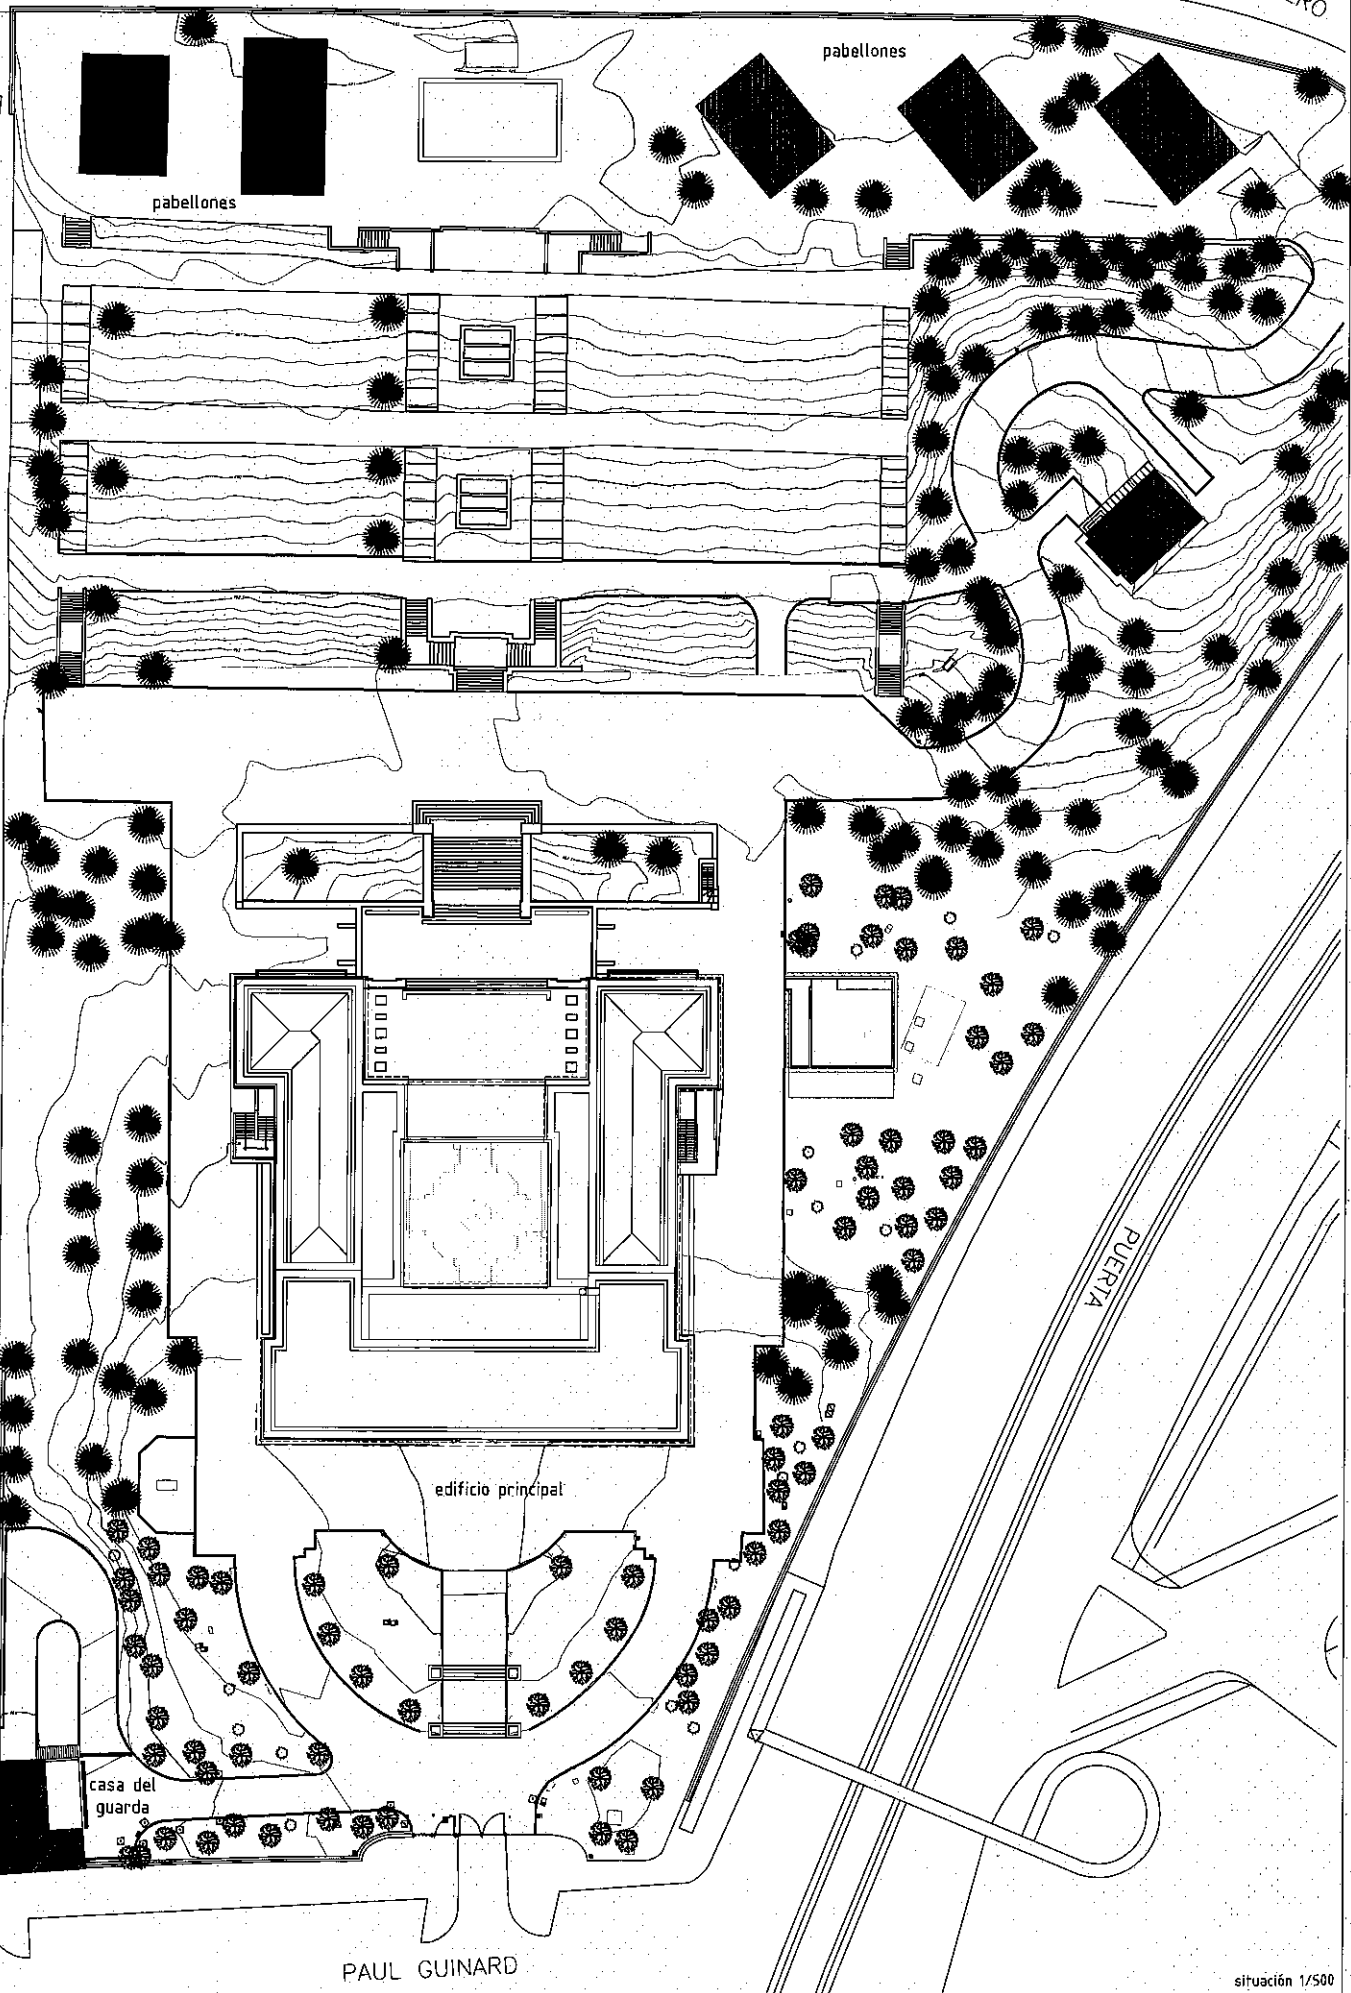 pabellones
pabellones
edificio principal
PUERTA
casa del
guarda
PAUL GUINARD
situación 1/500